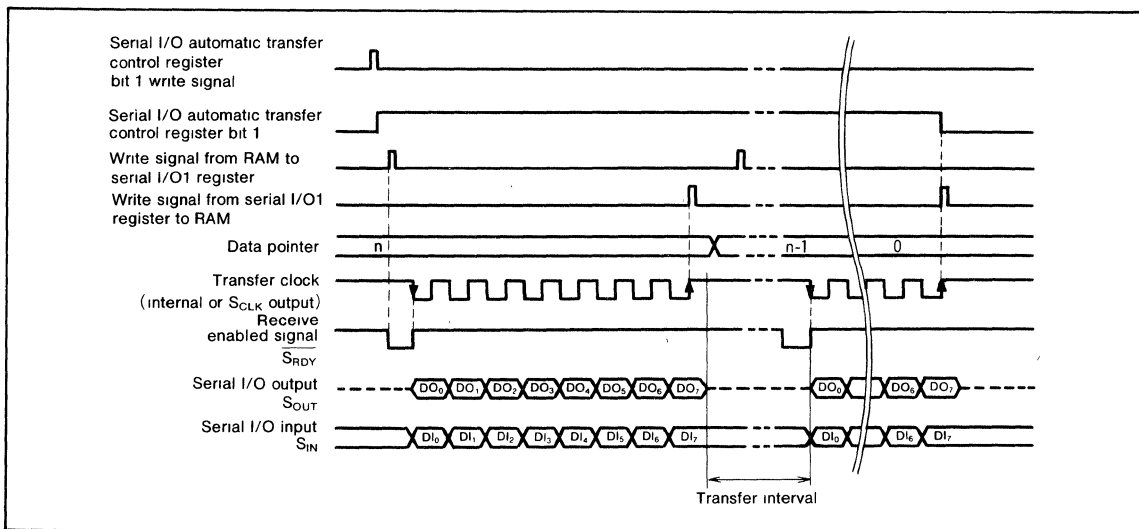 Serial I/O automatic transfer
control register
bit 1 write signal
Serial I/O automatic transfer
control register bit 1
Write signal from RAM to
serial I/O1 register
Write signal from serial I/O1
register to RAM
Data pointer
n
n-1
0
Transfer clock
(internal or SCLK output)
Receive
enabled signal
SRDY
Serial I/O output
SOUT
DO0 DO1 DO2 DO3 DO4 DO5 DO6 DO7
DO0 DO6 DO7
Serial I/O input
SIN
DI0 DI1 DI2 DI3 DI4 DI5 DI6 DI7
DI0 DI6 DI7
Transfer interval